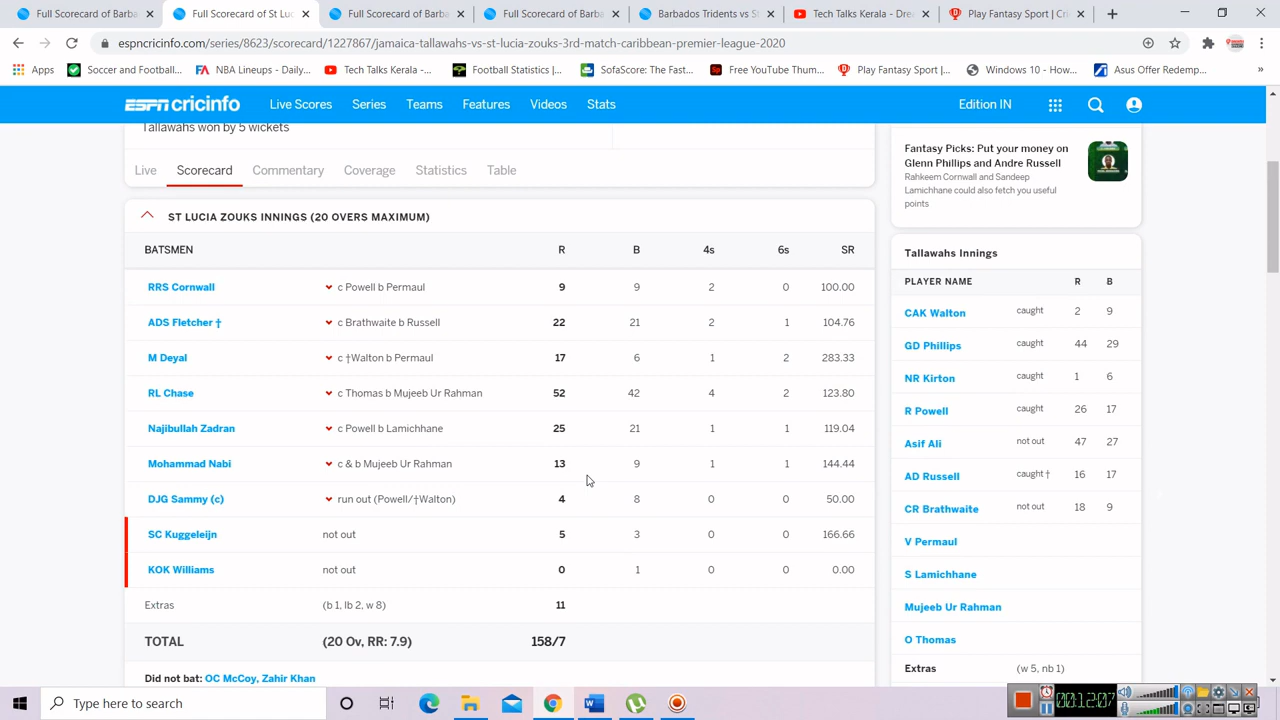 Full Scorecard of Barba
Full Scorecard of St Luc
Full Scorecard of Barba
Full Scorecard of Barba
Barbados Tridents vs St
Tech Talks Kerala - Drea
Play Fantasy Sport | Cric
espncricinfo.com/series/8623/scorecard/1227867/jamaica-tallawahs-vs-st-lucia-zouks-3rd-match-caribbean-premier-league-2020
Apps
Soccer and Football...
NBA Lineups - Daily...
Tech Talks Kerala -...
Football Statistics |...
SofaScore: The Fast...
Free YouTube Thum...
Play Fantasy Sport |...
Windows 10 - How...
Asus Offer Redemp...
»
ESPN cricinfo Live Scores Series Teams Features Videos Stats Edition IN
Tallawahs won by 5 wickets
Live Scorecard Commentary Coverage Statistics Table
ST LUCIA ZOUKS INNINGS (20 OVERS MAXIMUM)
BATSMEN R B 4s 6s SR
RRS Cornwall c Powell b Permaul 9 9 2 0 100.00
ADS Fletcher † c Brathwaite b Russell 22 21 2 1 104.76
M Deyal c †Walton b Permaul 17 6 1 2 283.33
RL Chase c Thomas b Mujeeb Ur Rahman 52 42 4 2 123.80
Najibullah Zadran c Powell b Lamichhane 25 21 1 1 119.04
Mohammad Nabi c & b Mujeeb Ur Rahman 13 9 1 1 144.44
DJG Sammy (c) run out (Powell/†Walton) 4 8 0 0 50.00
SC Kuggeleijn not out 5 3 0 0 166.66
KOK Williams not out 0 1 0 0 0.00
Extras (b 1, lb 2, w 8) 11
TOTAL (20 Ov, RR: 7.9) 158/7
Did not bat: OC McCoy, Zahir Khan
Fantasy Picks: Put your money on
Glenn Phillips and Andre Russell
Rahkeem Cornwall and Sandeep
Lamichhane could also fetch you useful
points
Tallawahs Innings
PLAYER NAME R B
CAK Walton caught 2 9
GD Phillips caught 44 29
NR Kirton caught 1 6
R Powell caught 26 17
Asif Ali not out 47 27
AD Russell caught † 16 17
CR Brathwaite not out 18 9
V Permaul
S Lamichhane
Mujeeb Ur Rahman
O Thomas
Extras (w 5, nb 1)
Type here to search
00:12:07